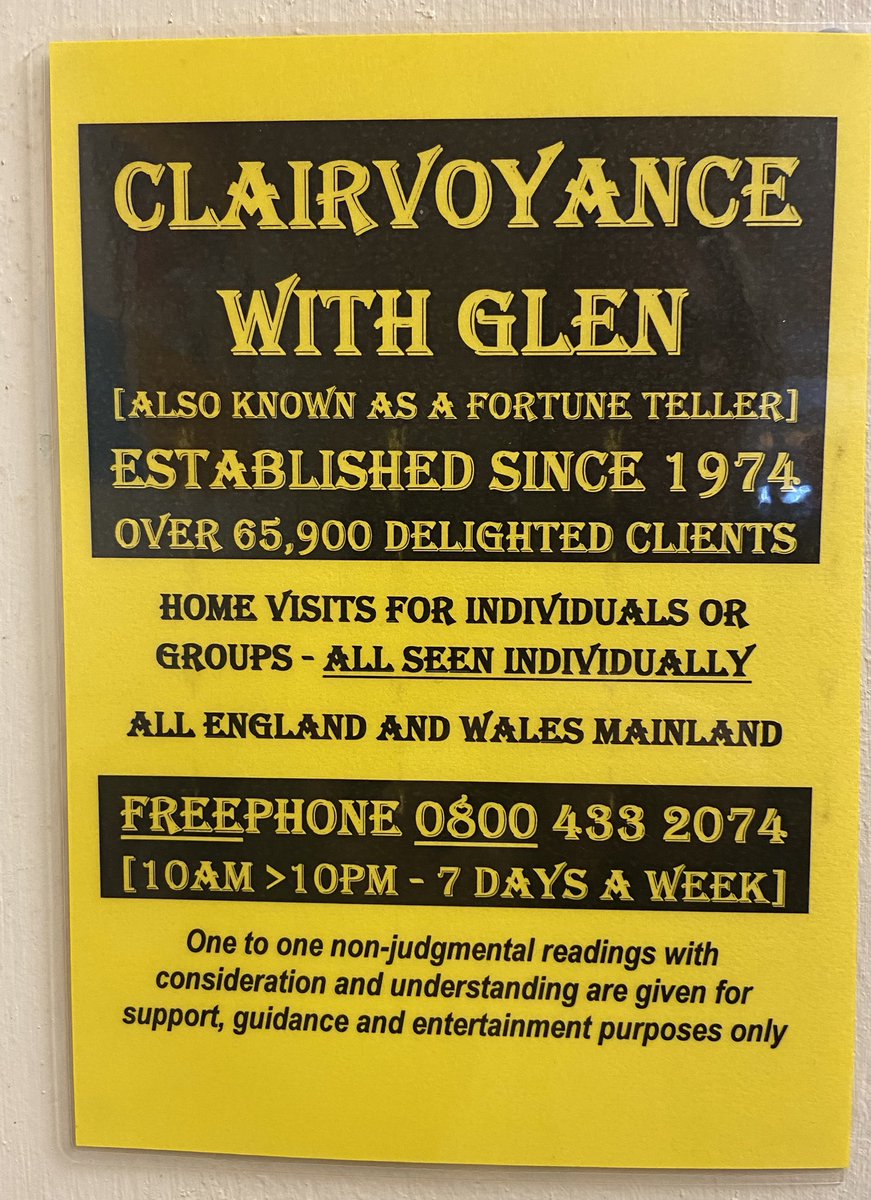 CLAIRVOYANCE
WITH GLEN
[ALSO KNOWN AS A FORTUNE TELLER]
ESTABLISHED SINCE 1974
OVER 65,900 DELIGHTED CLIENTS
HOME VISITS FOR INDIVIDUALS OR
GROUPS - ALL SEEN INDIVIDUALLY
ALL ENGLAND AND WALES MAINLAND
FREEPHONE 0800 433 2074
[10AM >10PM - 7 DAYS A WEEK]
One to one non-judgmental readings with
consideration and understanding are given for
support, guidance and entertainment purposes only